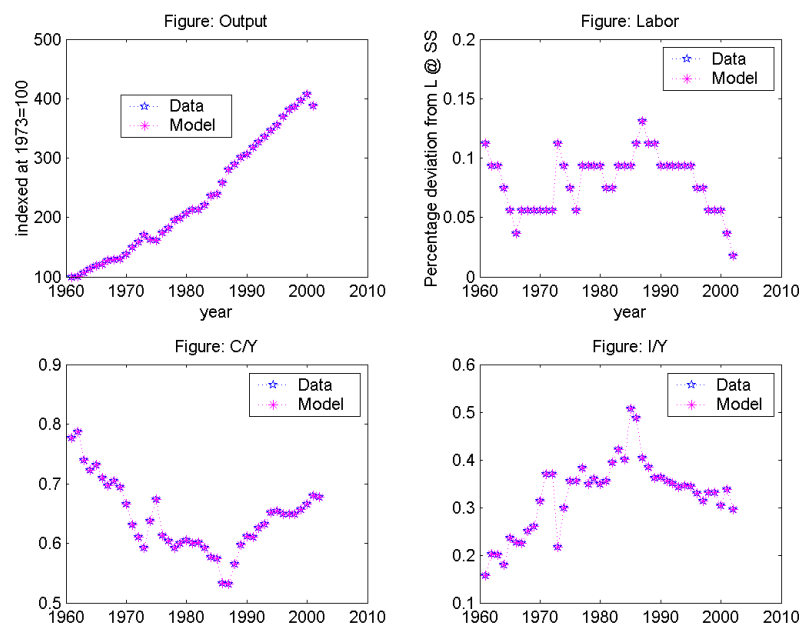 Figure: Output
500
400
300
200
100
1960
1970
1980
1990
2000
2010
indexed at 1973=100
year
Data
Model
Figure: Labor
0.2
0.15
0.1
0.05
0
1960
1970
1980
1990
2000
2010
Percentage deviation from L @ SS
year
Data
Model
Figure: C/Y
0.9
0.8
0.7
0.6
0.5
1960
1970
1980
1990
2000
2010
Data
Model
Figure: I/Y
0.6
0.5
0.4
0.3
0.2
0.1
1960
1970
1980
1990
2000
2010
Data
Model